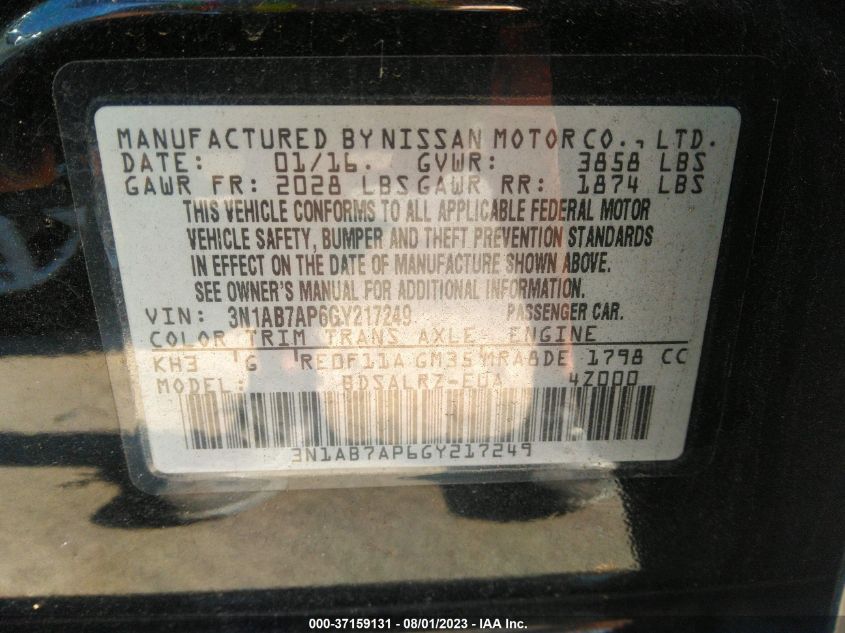 MANUFACTURED BY NISSAN MOTOR CO., LTD.
DATE: 01/16. GVWR: 3858 LBS
GAWR FR: 2028 LBS GAWR RR: 1874 LBS
THIS VEHICLE CONFORMS TO ALL APPLICABLE FEDERAL MOTOR
VEHICLE SAFETY, BUMPER AND THEFT PREVENTION STANDARDS
IN EFFECT ON THE DATE OF MANUFACTURE SHOWN ABOVE.
SEE OWNER'S MANUAL FOR ADDITIONAL INFORMATION.
VIN: 3N1AB7AP6GY217249 PASSENGER CAR.
COLOR TRIM TRANS AXLE ENGINE
KH3 G RE0F11A GM35 MRA8DE 1798 CC
MODEL: BDSALRZ-EUA 4Z000
3N1AB7AP6GY217249
000-37159131 - 08/01/2023 - IAA Inc.